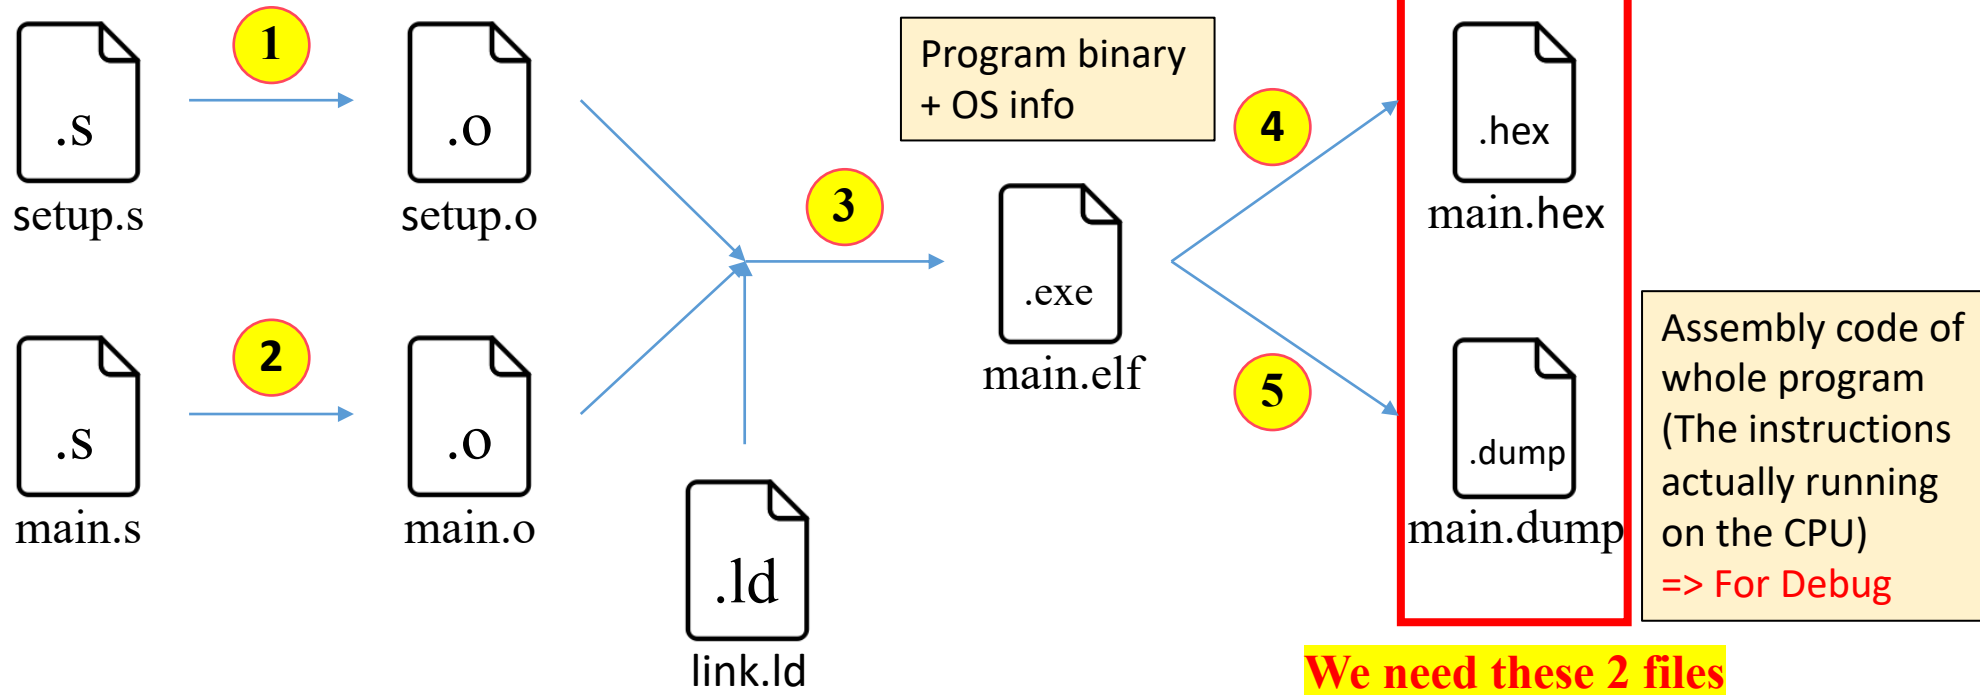 .s
setup.s
1
.o
setup.o
.s
main.s
2
.o
main.o
.ld
link.ld
3
Program binary
+ OS info
.exe
main.elf
4
5
.hex
main.hex
.dump
main.dump
Assembly code of
whole program
(The instructions
actually running
on the CPU)
=> For Debug
We need these 2 files